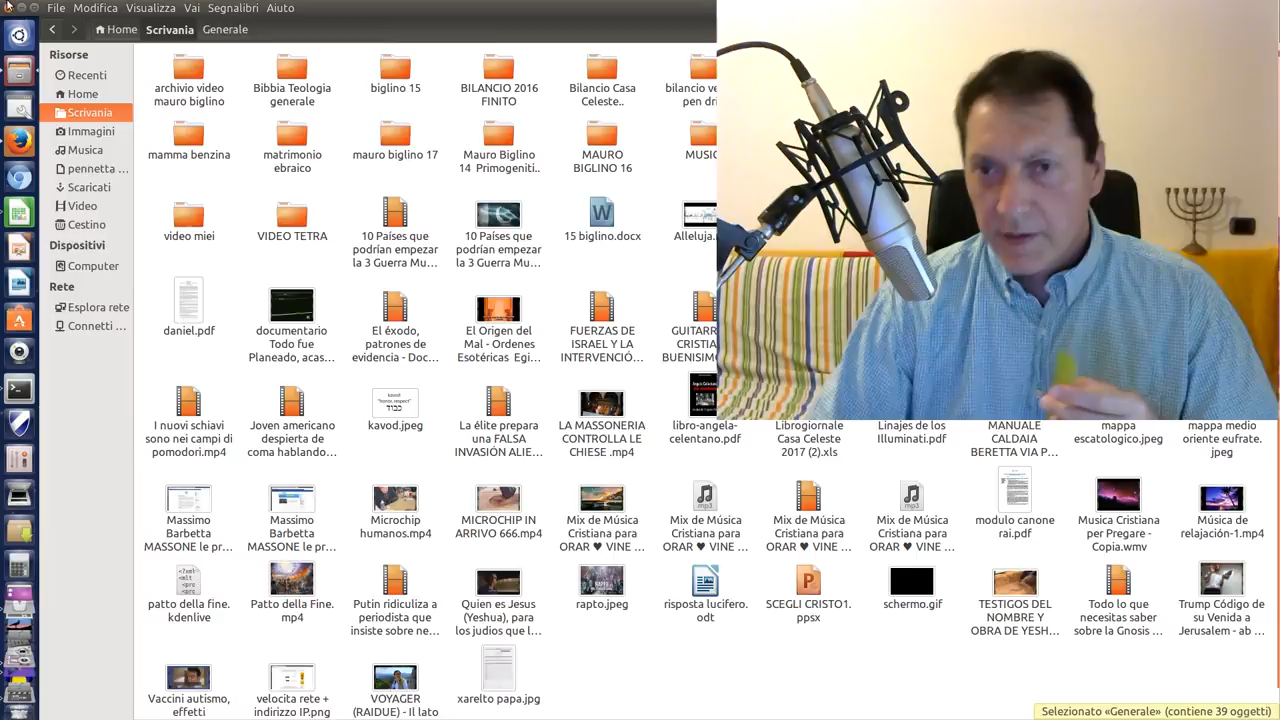 File Modifica Visualizza Vai Segnalibri Aiuto
Home Scrivania Generale
Risorse
Recenti
Home
Scrivania
Immagini
Musica
pennetta ...
Scaricati
Video
Cestino
Dispositivi
Computer
Rete
Esplora rete
Connetti ...
archivio video
mauro biglino
Bibbia Teologia
generale
biglino 15
BILANCIO 2016
FINITO
Bilancio Casa
Celeste..
bilancio ve
pen dri
mamma benzina
matrimonio
ebraico
mauro biglino 17
Mauro Biglino
14 Primogeniti..
MAURO
BIGLINO 16
MUSI
video miei
VIDEO TETRA
10 Países que
podrían empezar
la 3 Guerra Mu...
10 Países que
podrían empezar
la 3 Guerra Mu...
W
15 biglino.docx
Alleluja.
daniel.pdf
documentario
Todo fue
Planeado, acas...
El éxodo,
patrones de
evidencia - Doc...
El Origen del
Mal - Ordenes
Esotéricas Egi...
FUERZAS DE
ISRAEL Y LA
INTERVENCIÓ...
GUITARR
CRISTIA
BUENISIMO
I nuovi schiavi
sono nei campi di
pomodori.mp4
Joven americano
despierta de
coma hablando...
kavod
"honor, respect"
כבוד
kavod.jpeg
La élite prepara
una FALSA
INVASIÓN ALIE...
LA MASSONERIA
CONTROLLA LE
CHIESE .mp4
libro-angela-
celentano.pdf
Librogiornale
Casa Celeste
2017 (2).xls
Linajes de los
Illuminati.pdf
MANUALE
CALDAIA
BERETTA VIA P...
mappa
escatologico.jpeg
mappa medio
oriente eufrate.
jpeg
Massimo
Barbetta
MASSONE le pr...
Massimo
Barbetta
MASSONE le pr...
Microchip
humanos.mp4
MICROCHIP IN
ARRIVO 666.mp4
Mix de Música
Cristiana para
ORAR ♥ VINE ...
mp3
Mix de Música
Cristiana para
ORAR ♥ VINE ...
Mix de Música
Cristiana para
ORAR ♥ VINE ...
mp3
Mix de Música
Cristiana para
ORAR ♥ VINE ...
modulo canone
rai.pdf
Musica Cristiana
per Pregare -
Copia.wmv
Música de
relajación-1.mp4
patto della fine.
kdenlive
Patto della Fine.
mp4
Putin ridiculiza a
periodista que
insiste sobre ne...
Quien es Jesus
(Yeshua), para
los judios que l...
RAPTO
rapto.jpeg
risposta lucifero.
odt
P
SCEGLI CRISTO1.
ppsx
schermo.gif
TESTIGOS DEL
NOMBRE Y
OBRA DE YESH...
Todo lo que
necesitas saber
sobre la Gnosis ...
Trump Código de
su Venida a
Jerusalem - ab ...
Vaccini autismo,
effetti
velocita rete +
indirizzo IP.png
VOYAGER
(RAIDUE) - Il lato
xarelto papa.jpg
Selezionato «Generale» (contiene 39 oggetti)